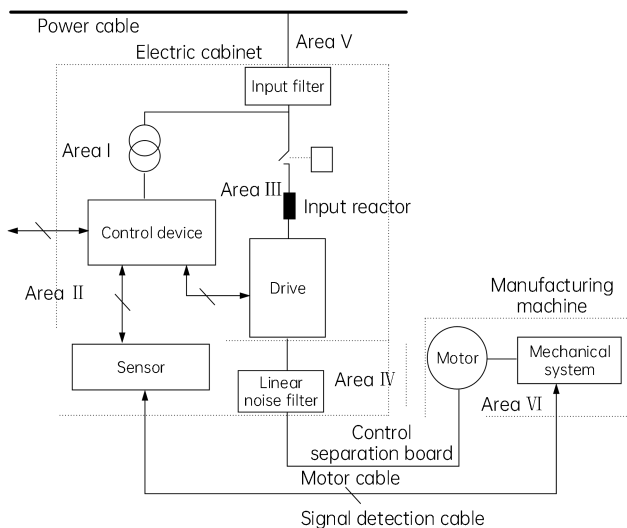 Power cable
Area V
Electric cabinet
Input filter
Area I
Area III
Input reactor
Control device
Area II
Drive
Manufacturing
machine
Sensor
Motor
Mechanical
system
Area IV
Linear
noise filter
Area VI
Control
separation board
Motor cable
Signal detection cable